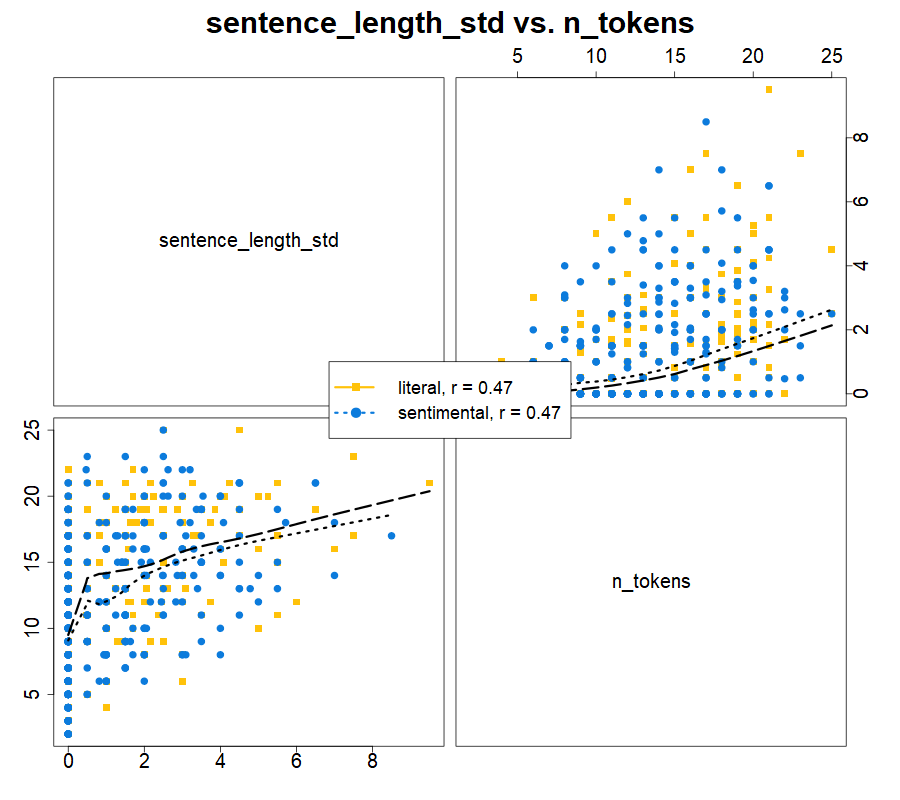 sentence_length_std vs. n_tokens
5 10 15 20 25
sentence_length_std
0 2 4 6 8
literal, r = 0.47
sentimental, r = 0.47
5 10 15 20 25
n_tokens
0 2 4 6 8